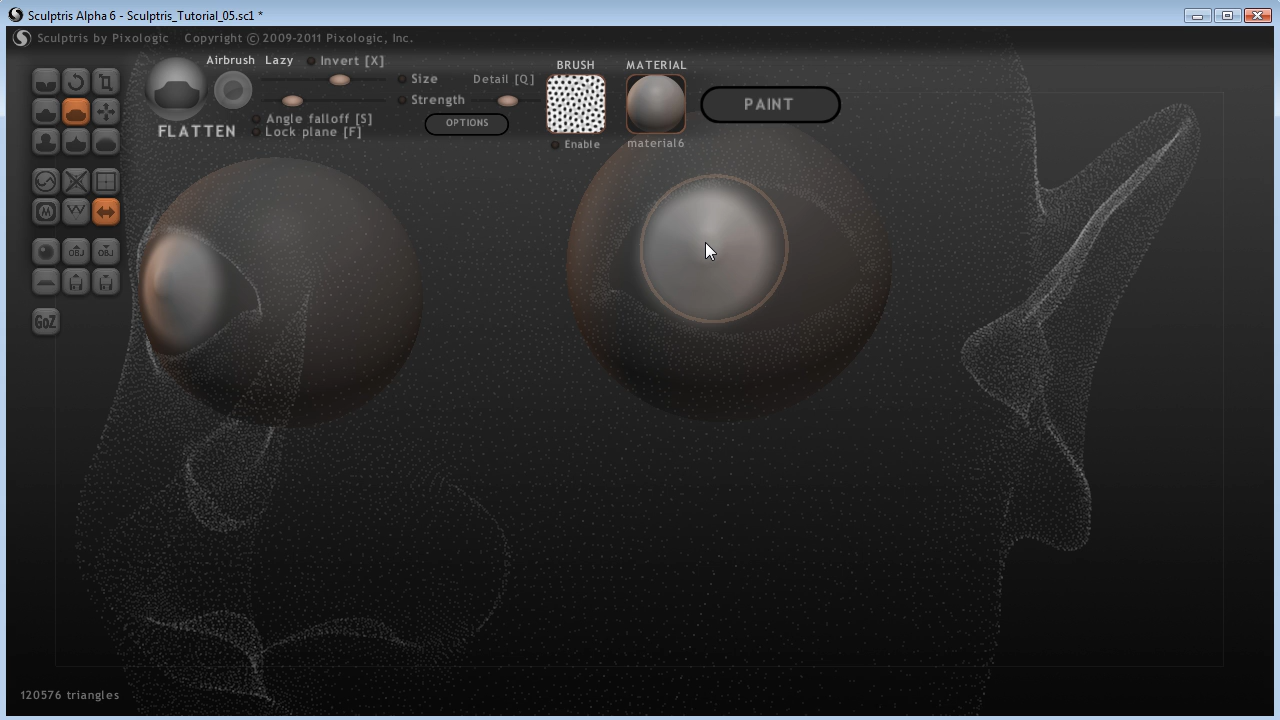 Sculptris Alpha 6 - Sculptris_Tutorial_05.sc1 *
Sculptris by Pixologic Copyright © 2009-2011 Pixologic, Inc.
Airbrush Lazy Invert [X]
Size Detail [Q]
Strength
Angle falloff [S]
Lock plane [F]
FLATTEN
OPTIONS
BRUSH
Enable
MATERIAL
material6
PAINT
OBJ OBJ
GoZ
120576 triangles